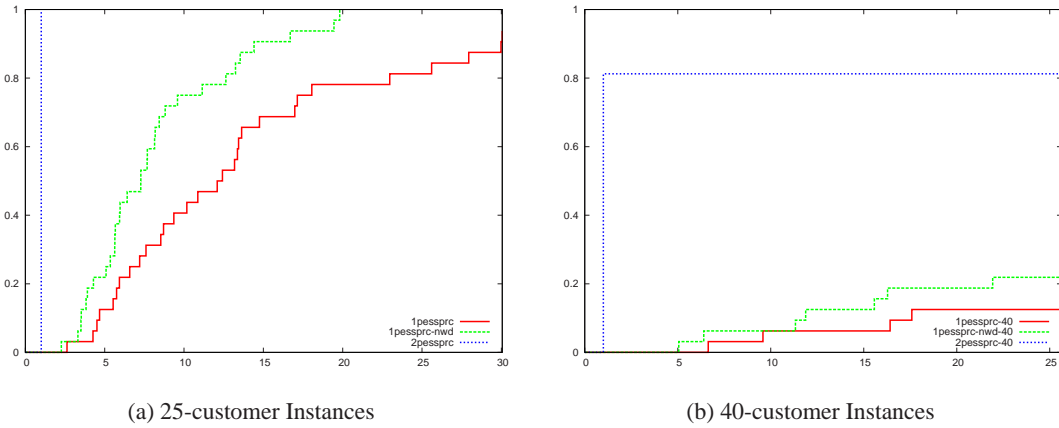 1
0.8
0.6
0.4
0.2
0
0 5 10 15 20 25 30
1pessprc
1pessprc-nwd
2pessprc
(a) 25-customer Instances
1
0.8
0.6
0.4
0.2
0
0 5 10 15 20 25
1pessprc-40
1pessprc-nwd-40
2pessprc-40
(b) 40-customer Instances